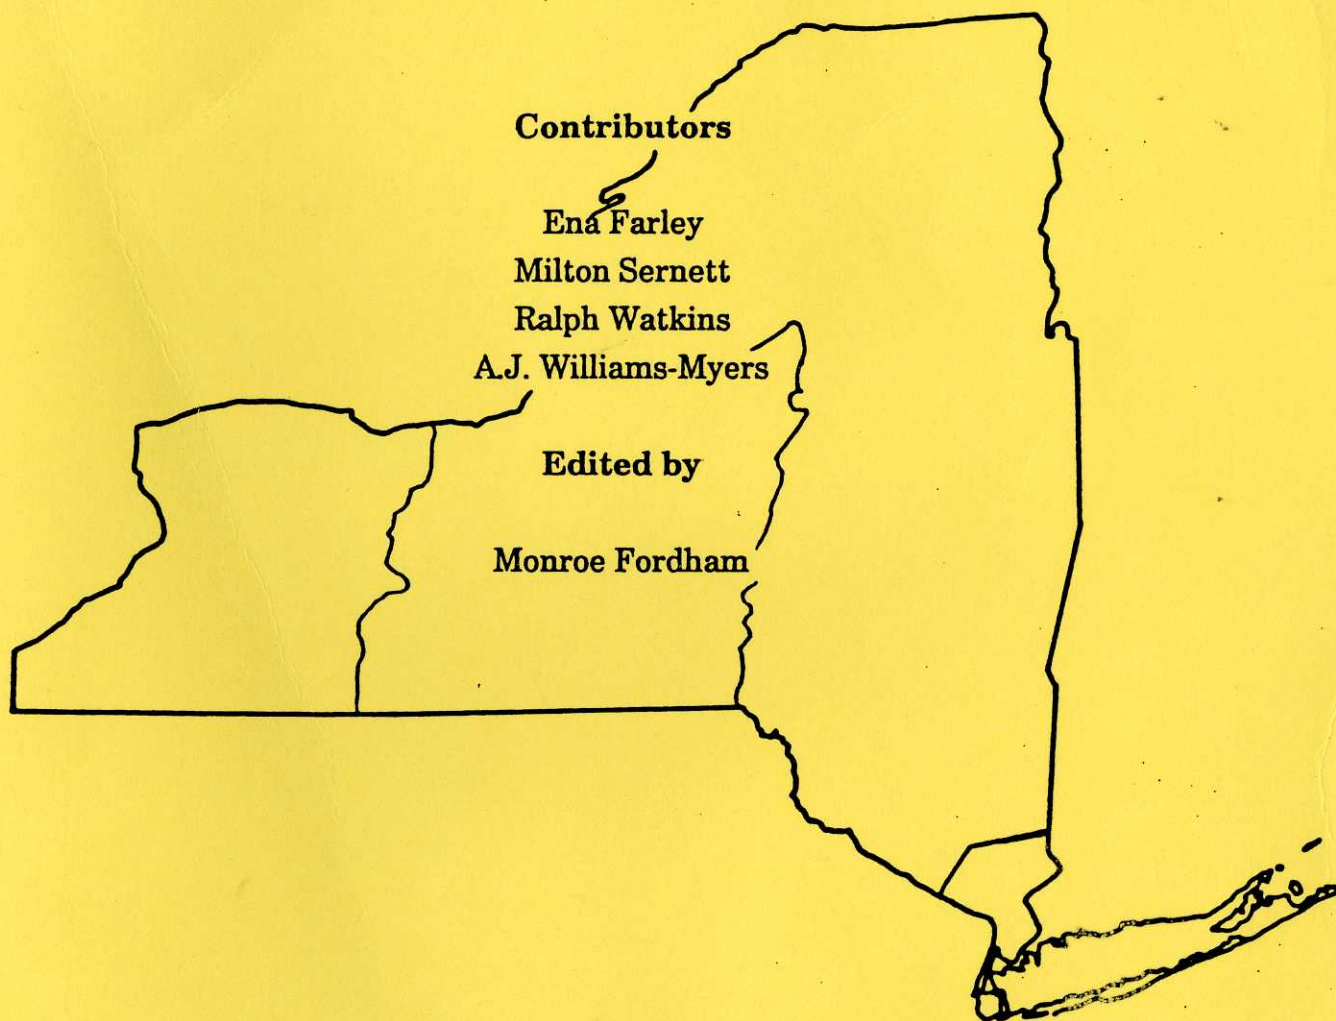 Contributors
Ena Farley
Milton Sernett
Ralph Watkins
A.J. Williams-Myers
Edited by
Monroe Fordham